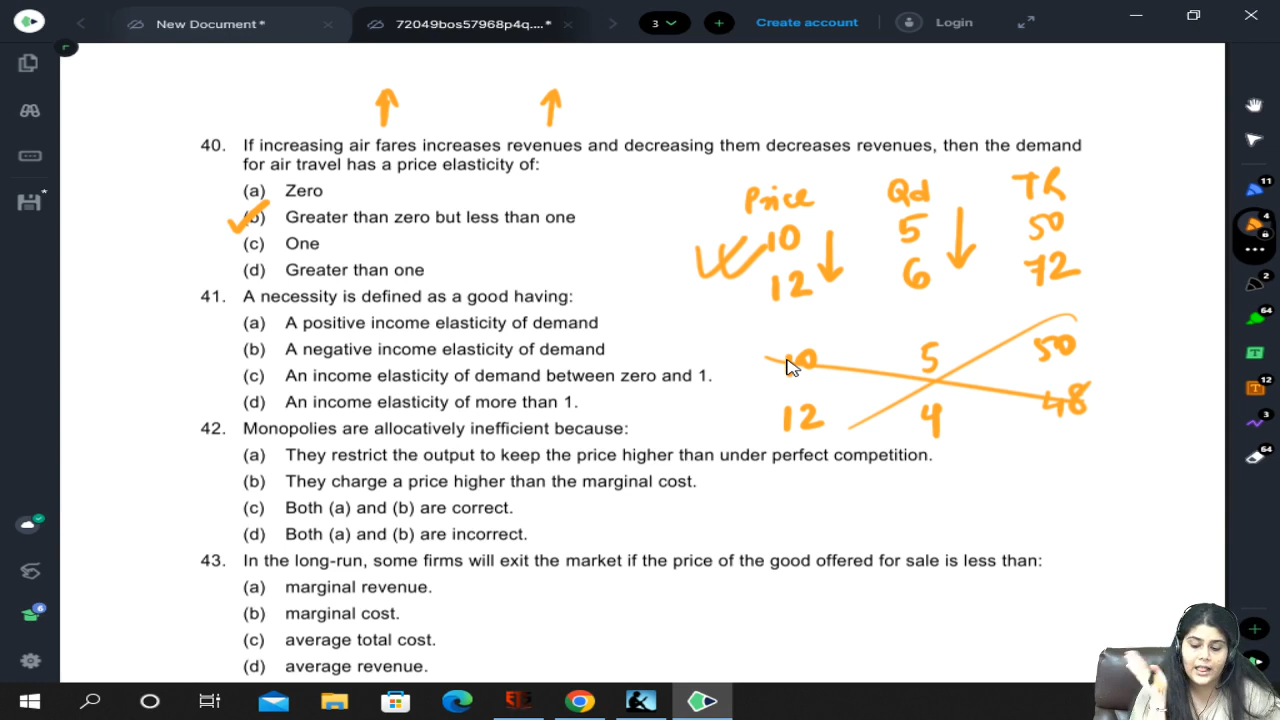 New Document *
72049bos57968p4q....*
3
Create account
Login
40. If increasing air fares increases revenues and decreasing them decreases revenues, then the demand
for air travel has a price elasticity of:
(a) Zero
(b) Greater than zero but less than one
(c) One
(d) Greater than one
Price Qd TR
10 5 50
12 6 72
10 5 50
12 4 48
41. A necessity is defined as a good having:
(a) A positive income elasticity of demand
(b) A negative income elasticity of demand
(c) An income elasticity of demand between zero and 1.
(d) An income elasticity of more than 1.
42. Monopolies are allocatively inefficient because:
(a) They restrict the output to keep the price higher than under perfect competition.
(b) They charge a price higher than the marginal cost.
(c) Both (a) and (b) are correct.
(d) Both (a) and (b) are incorrect.
43. In the long-run, some firms will exit the market if the price of the good offered for sale is less than:
(a) marginal revenue.
(b) marginal cost.
(c) average total cost.
(d) average revenue.
11
4
2
64
12
3
64
6